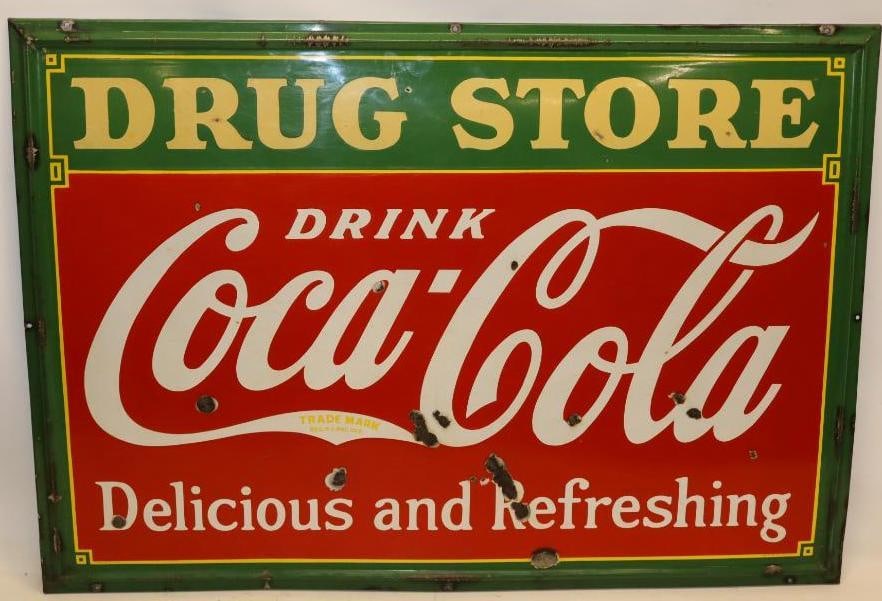 DRUG STORE
DRINK
Coca-Cola
TRADE MARK
Delicious and Refreshing